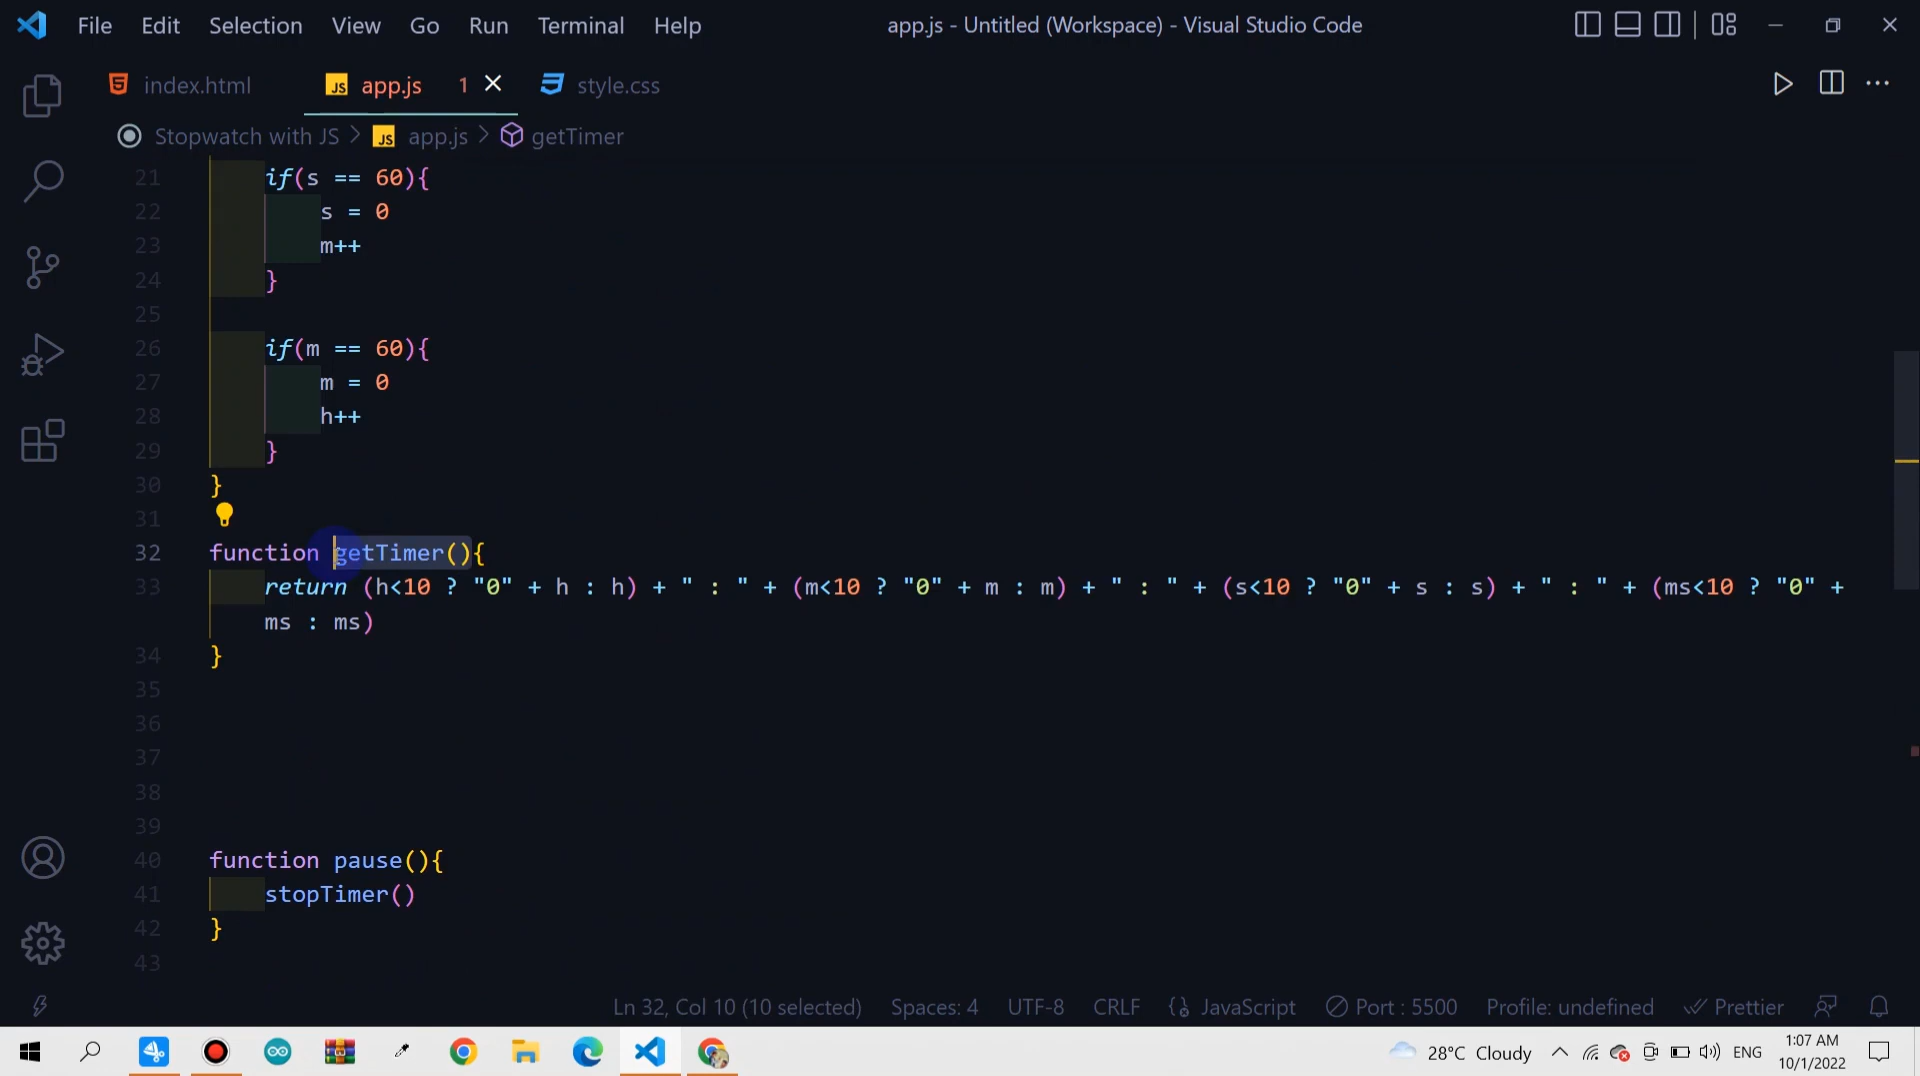 File Edit Selection View Go Run Terminal Help app.js - Untitled (Workspace) - Visual Studio Code
index.html JS app.js 1 style.css
Stopwatch with JS > JS app.js > getTimer
21 if(s == 60){
22 s = 0
23 m++
24 }
25
26 if(m == 60){
27 m = 0
28 h++
29 }
30 }
31
32 function getTimer(){
33 return (h<10 ? "0" + h : h) + " : " + (m<10 ? "0" + m : m) + " : " + (s<10 ? "0" + s : s) + " : " + (ms<10 ? "0" +
ms : ms)
34 }
35
36
37
38
39
40 function pause(){
41 stopTimer()
42 }
43
Ln 32, Col 10 (10 selected) Spaces: 4 UTF-8 CRLF {} JavaScript Port : 5500 Profile: undefined Prettier
28°C Cloudy ENG 1:07 AM
10/1/2022